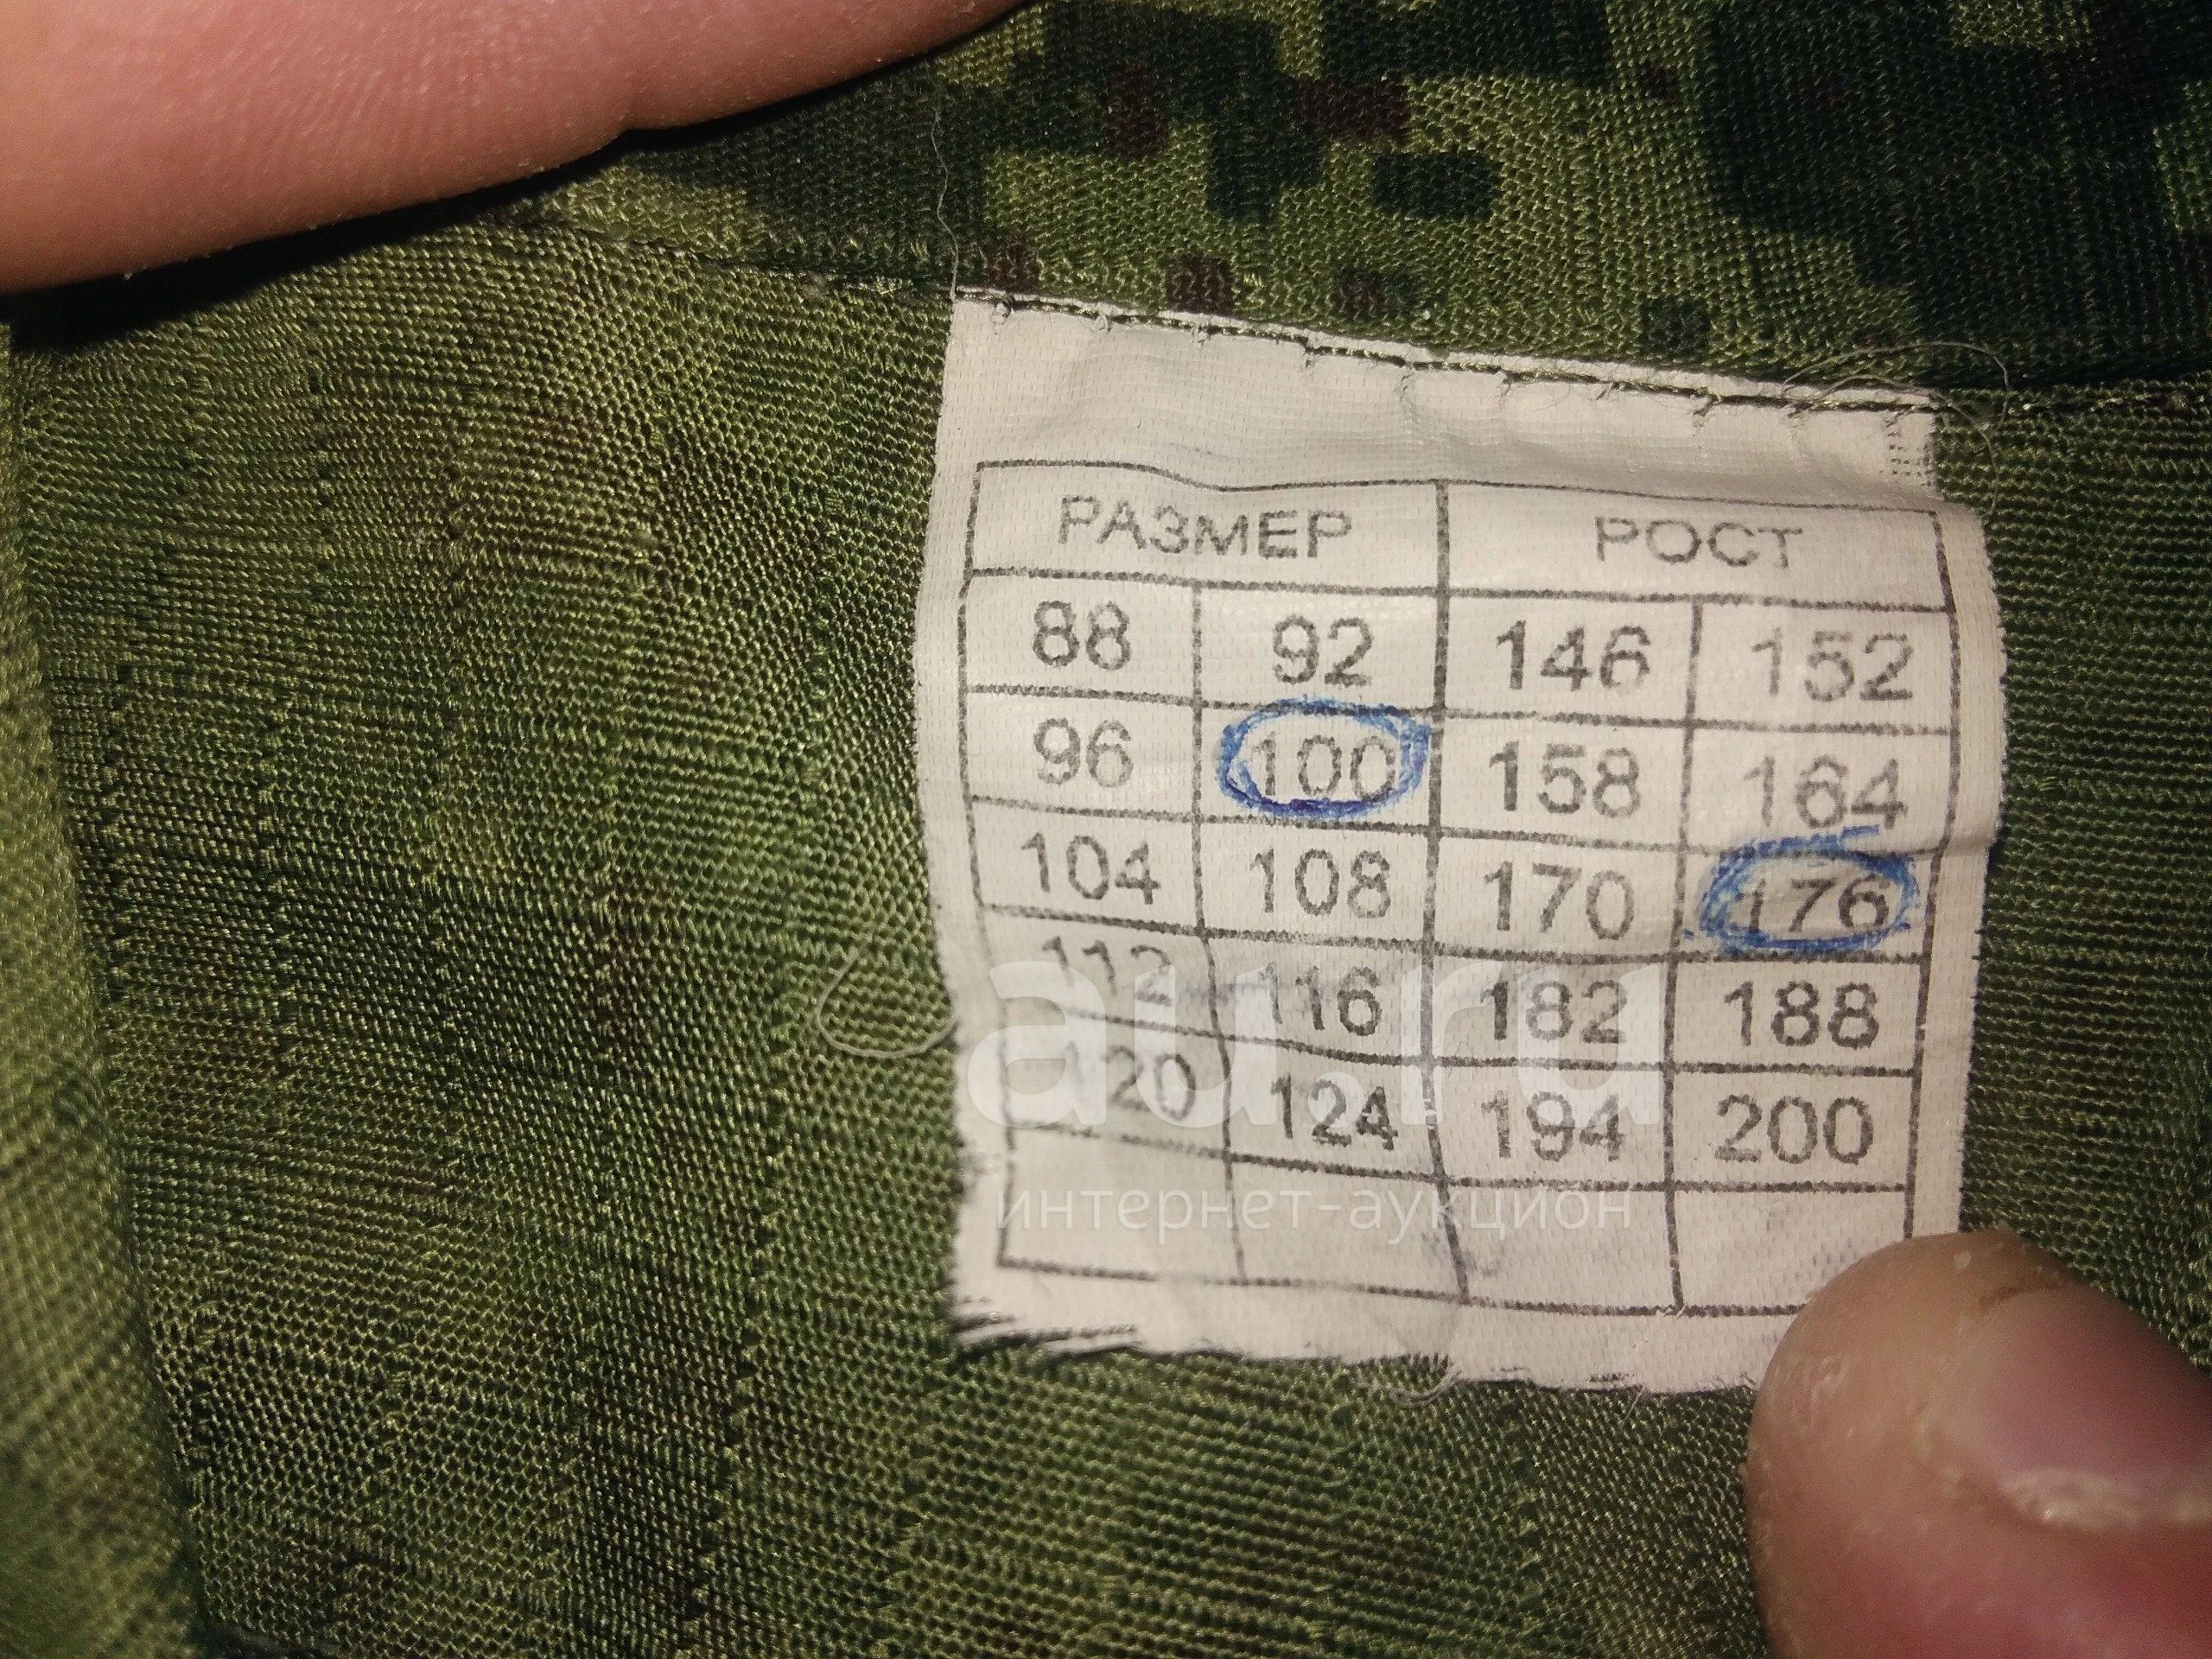 РАЗМЕР РОСТ
88 92 146 152
96 100 158 164
104 108 170 176
112 116 182 188
120 124 194 200
au.ru
интернет-аукцион